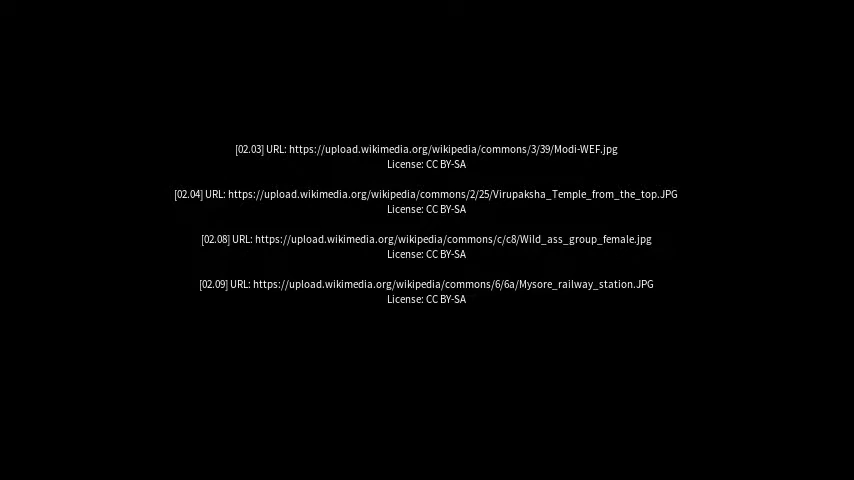 [02.03] URL: https://upload.wikimedia.org/wikipedia/commons/3/39/Modi-WEF.jpg
License: CC BY-SA
[02.04] URL: https://upload.wikimedia.org/wikipedia/commons/2/25/Virupaksha_Temple_from_the_top.JPG
License: CC BY-SA
[02.08] URL: https://upload.wikimedia.org/wikipedia/commons/c/c8/Wild_ass_group_female.jpg
License: CC BY-SA
[02.09] URL: https://upload.wikimedia.org/wikipedia/commons/6/6a/Mysore_railway_station.JPG
License: CC BY-SA